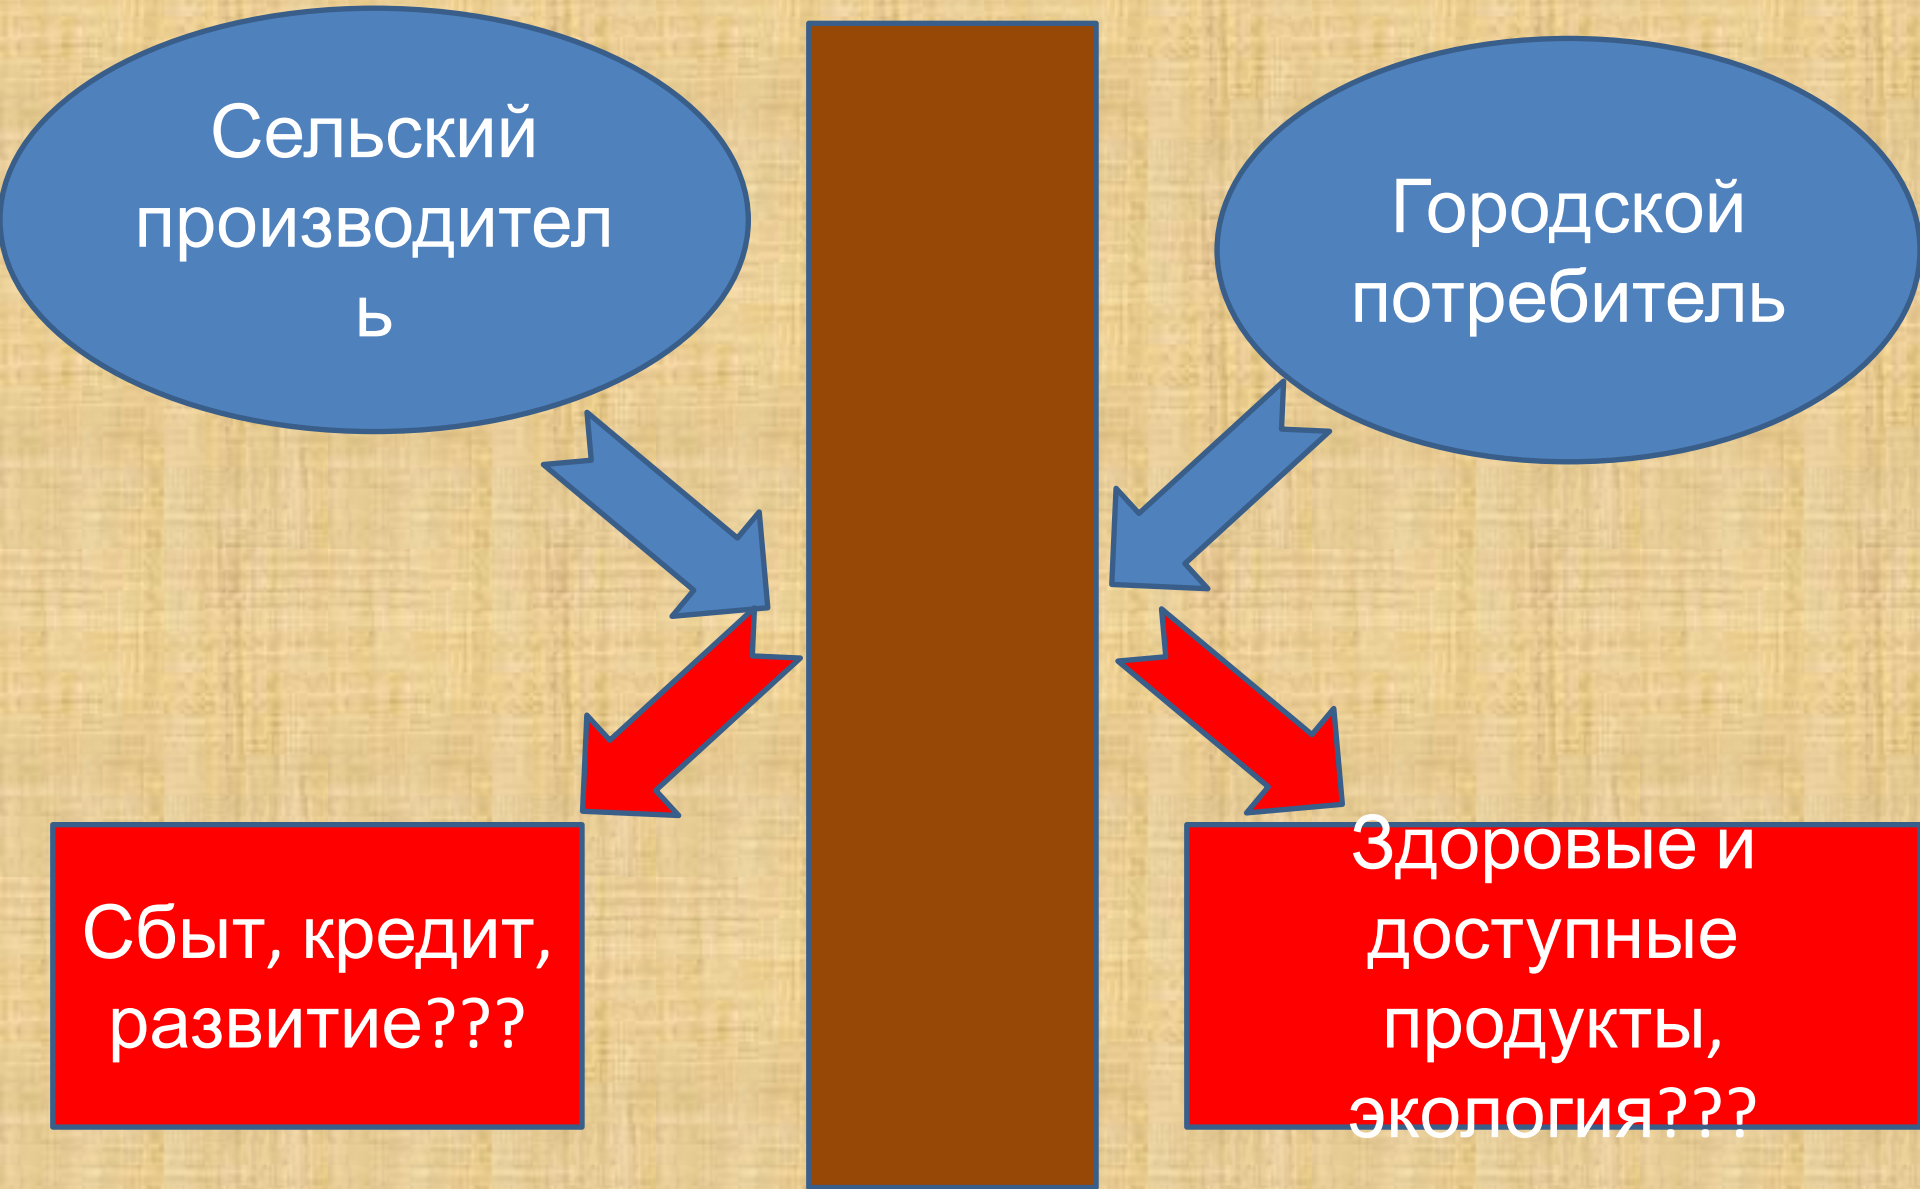 Сельский
производител
ь
Городской
потребитель
Сбыт, кредит,
развитие???
Здоровые и
доступные
продукты,
экология???